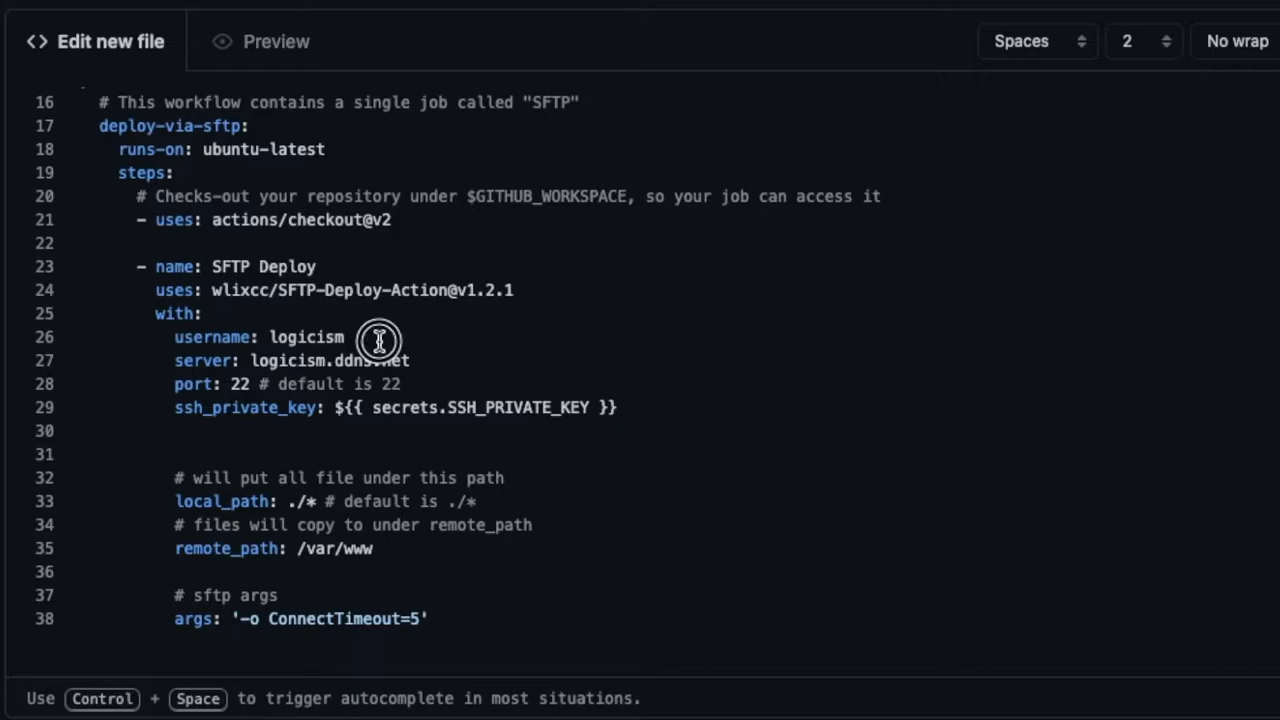 <> Edit new file Preview Spaces 2 No wrap
16 # This workflow contains a single job called "SFTP"
17 deploy-via-sftp:
18 runs-on: ubuntu-latest
19 steps:
20 # Checks-out your repository under $GITHUB_WORKSPACE, so your job can access it
21 - uses: actions/checkout@v2
22
23 - name: SFTP Deploy
24 uses: wlixcc/SFTP-Deploy-Action@v1.2.1
25 with:
26 username: logicism
27 server: logicism.ddns.net
28 port: 22 # default is 22
29 ssh_private_key: ${{ secrets.SSH_PRIVATE_KEY }}
30
31
32 # will put all file under this path
33 local_path: ./* # default is ./*
34 # files will copy to under remote_path
35 remote_path: /var/www
36
37 # sftp args
38 args: '-o ConnectTimeout=5'
Use Control + Space to trigger autocomplete in most situations.